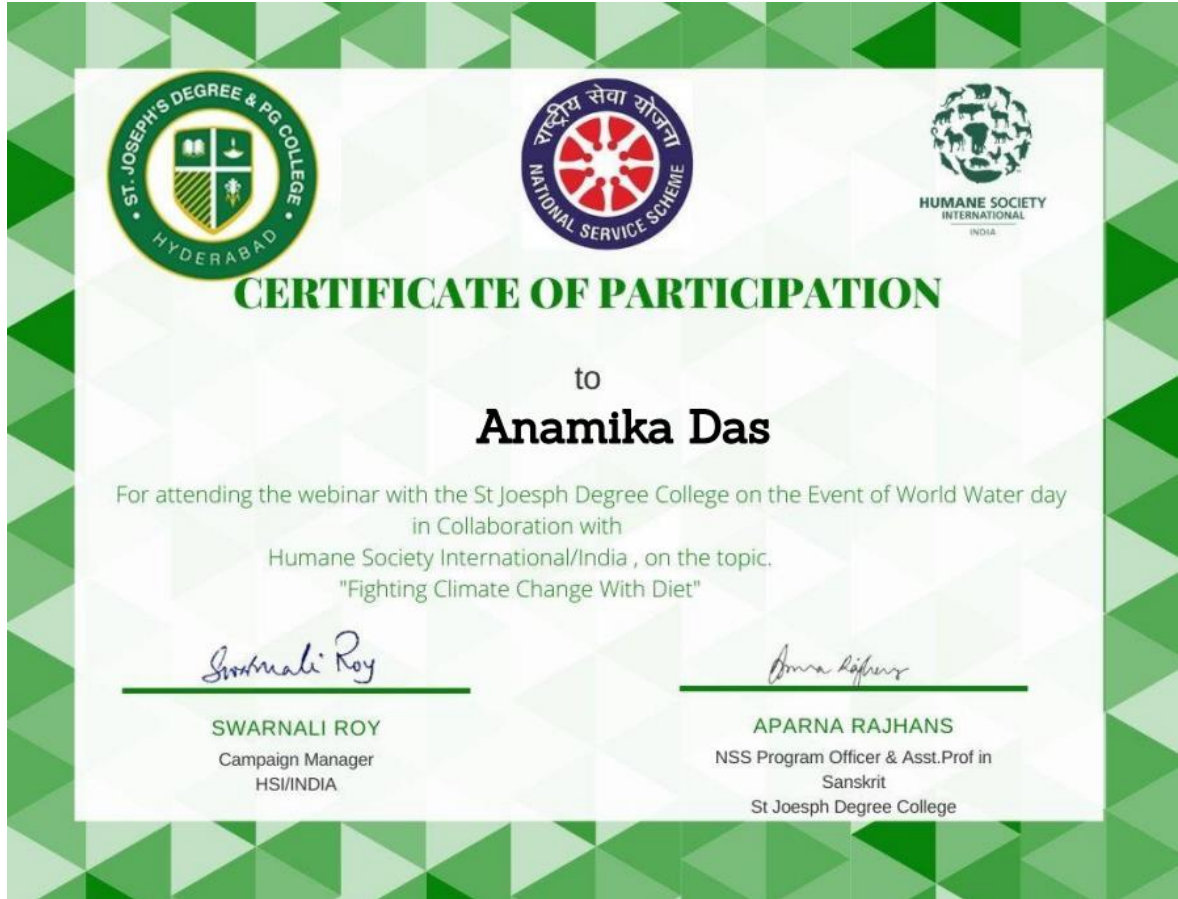 ST. JOSEPH'S DEGREE & PG COLLEGE •
HYDERABAD •
राष्ट्रीय सेवा योजना
NATIONAL SERVICE SCHEME
HUMANE SOCIETY
INTERNATIONAL
INDIA
CERTIFICATE OF PARTICIPATION
to
Anamika Das
For attending the webinar with the St Joesph Degree College on the Event of World Water day
in Collaboration with
Humane Society International/India , on the topic.
"Fighting Climate Change With Diet"
Swarnali Roy
SWARNALI ROY
Campaign Manager
HSI/INDIA
APARNA RAJHANS
NSS Program Officer & Asst.Prof in
Sanskrit
St Joesph Degree College